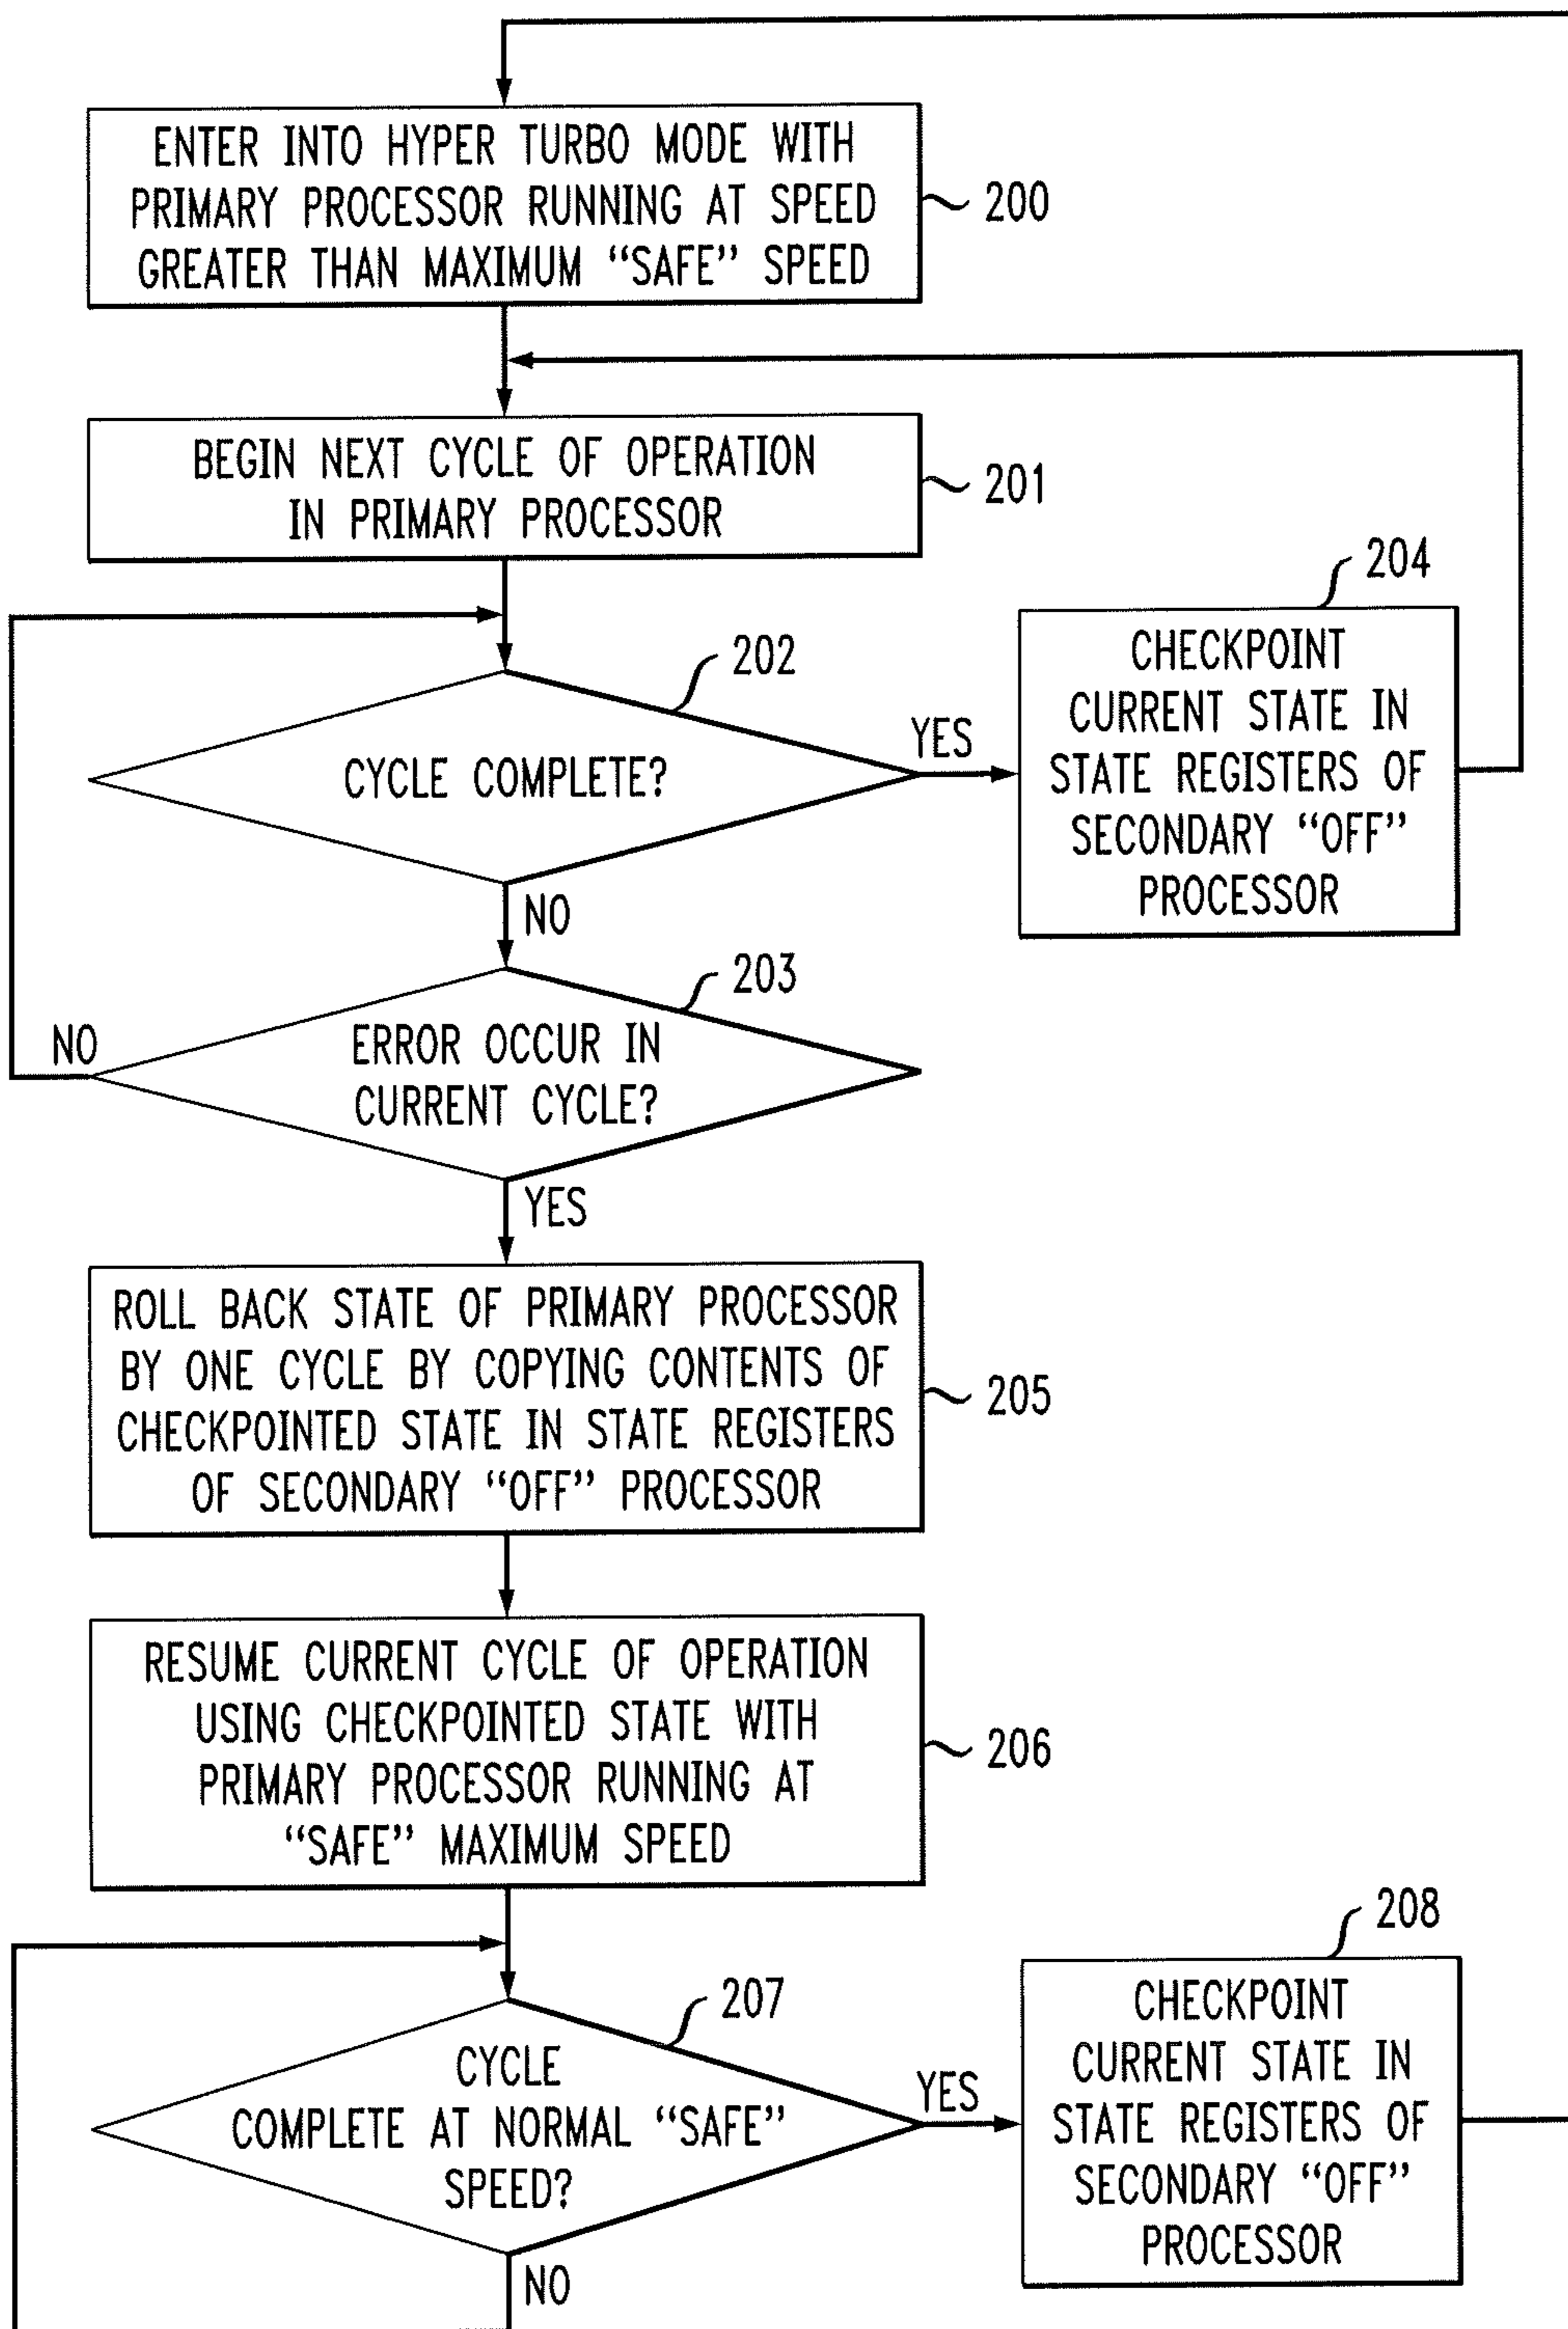 ENTER INTO HYPER TURBO MODE WITH
PRIMARY PROCESSOR RUNNING AT SPEED
GREATER THAN MAXIMUM “SAFE” SPEED
200
BEGIN NEXT CYCLE OF OPERATION
IN PRIMARY PROCESSOR
201
202
CYCLE COMPLETE?
YES
NO
204
CHECKPOINT
CURRENT STATE IN
STATE REGISTERS OF
SECONDARY “OFF”
PROCESSOR
203
ERROR OCCUR IN
CURRENT CYCLE?
NO
YES
ROLL BACK STATE OF PRIMARY PROCESSOR
BY ONE CYCLE BY COPYING CONTENTS OF
CHECKPOINTED STATE IN STATE REGISTERS
OF SECONDARY “OFF” PROCESSOR
205
RESUME CURRENT CYCLE OF OPERATION
USING CHECKPOINTED STATE WITH
PRIMARY PROCESSOR RUNNING AT
“SAFE” MAXIMUM SPEED
206
207
CYCLE
COMPLETE AT NORMAL “SAFE”
SPEED?
YES
NO
208
CHECKPOINT
CURRENT STATE IN
STATE REGISTERS OF
SECONDARY “OFF”
PROCESSOR